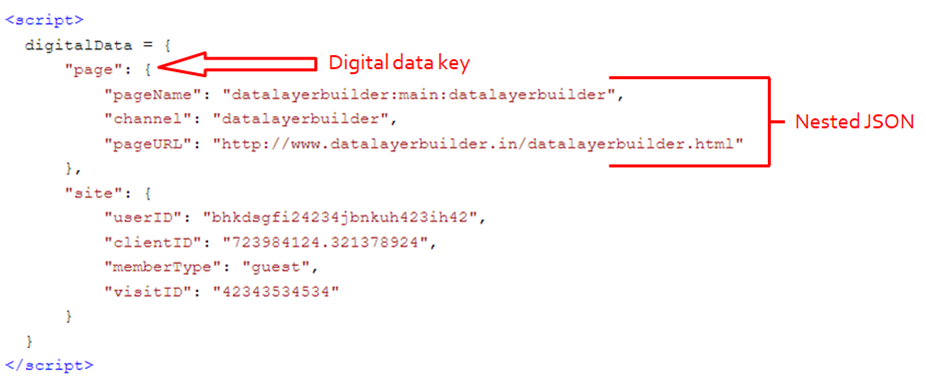 <script>
digitalData = {
"page": {
Digital data key
"pageName": "datalayerbuilder:main:datalayerbuilder",
"channel": "datalayerbuilder",
"pageURL": "http://www.datalayerbuilder.in/datalayerbuilder.html"
Nested JSON
},
"site": {
"userID": "bhkdsgfi24234jbnkuh423ih42",
"clientID": "723984124.321378924",
"memberType": "guest",
"visitID": "42343534534"
}
}
</script>